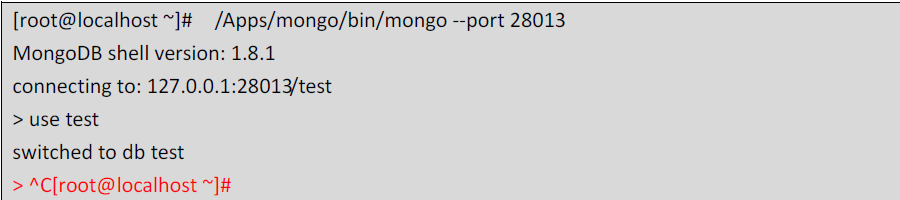 [root@localhost ~]#    /Apps/mongo/bin/mongo --port 28013
MongoDB shell version: 1.8.1
connecting to: 127.0.0.1:28013/test
> use test
switched to db test
> ^C[root@localhost ~]#